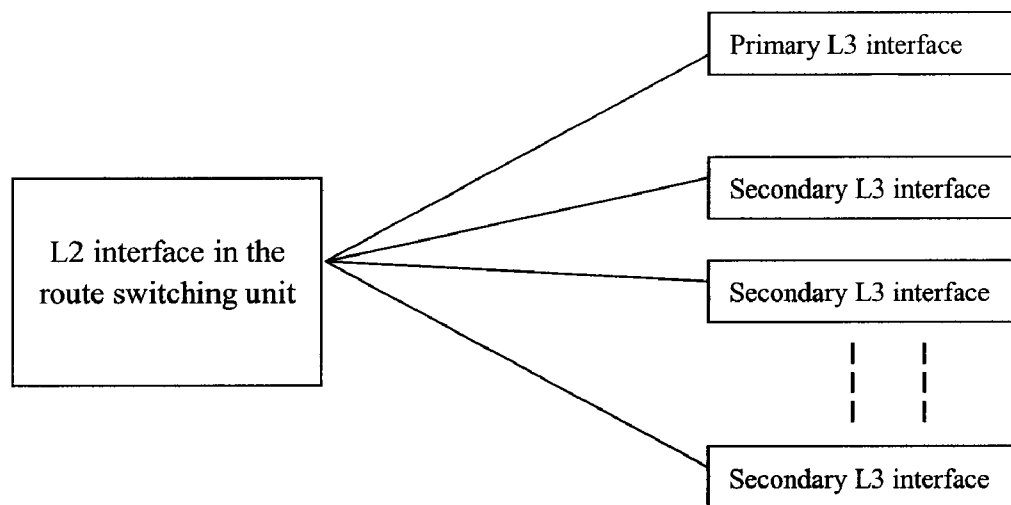 Primary L3 interface
Secondary L3 interface
L2 interface in the
route switching unit
Secondary L3 interface
Secondary L3 interface